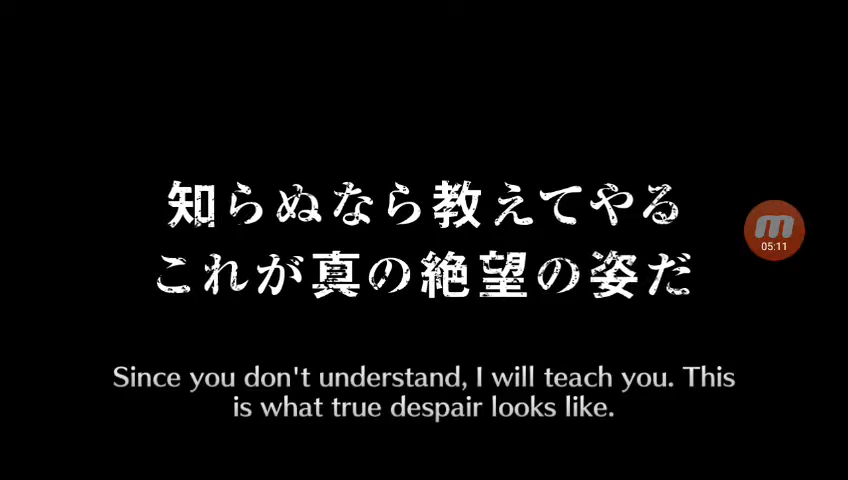 知らぬなら教えてやる
これが真の絶望の姿だ
m
05:11
Since you don't understand, I will teach you. This
is what true despair looks like.